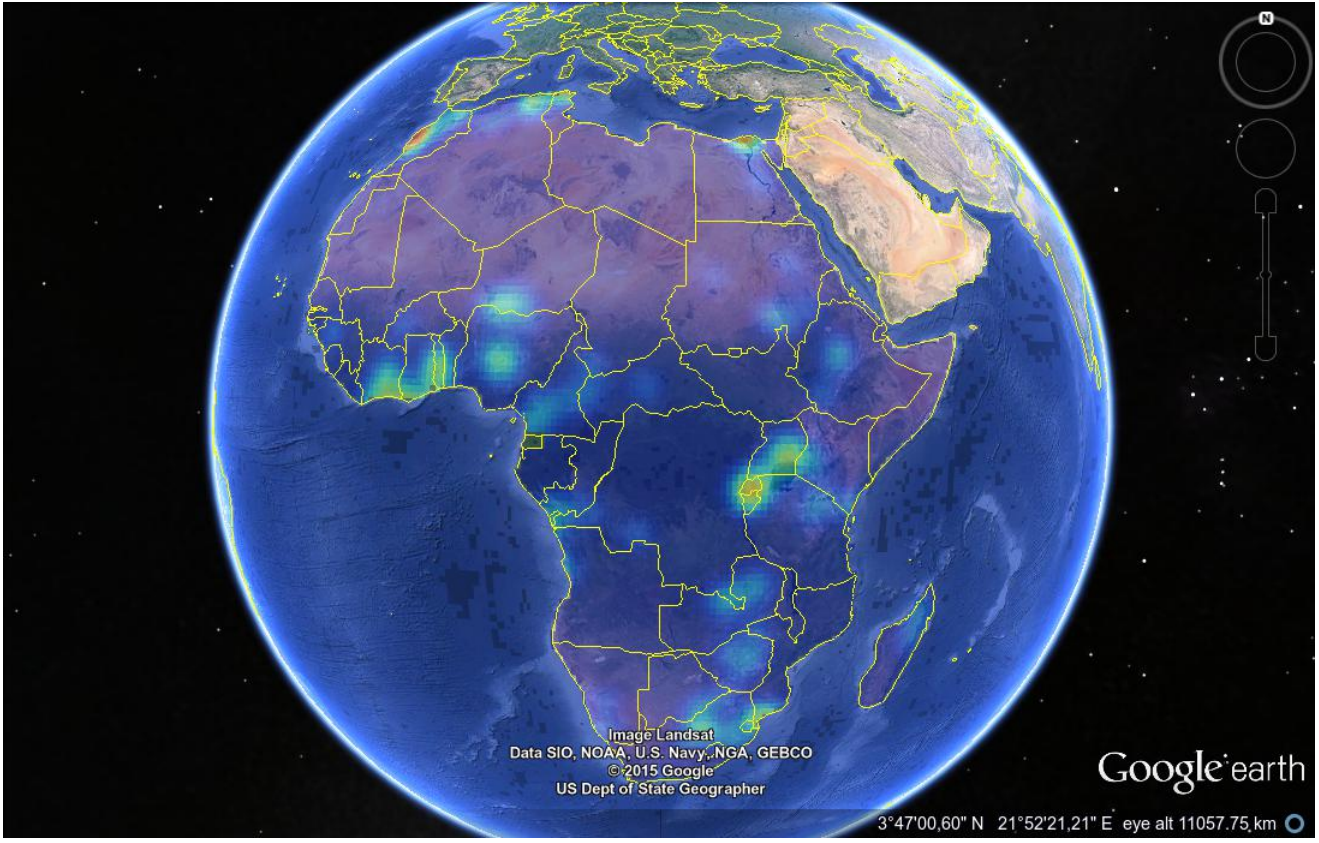 N
Image Landsat
Data SIO, NOAA, U.S. Navy, NGA, GEBCO
© 2015 Google
US Dept of State Geographer
Google earth
3°47'00,60" N 21°52'21,21" E eye alt 11057.75 km